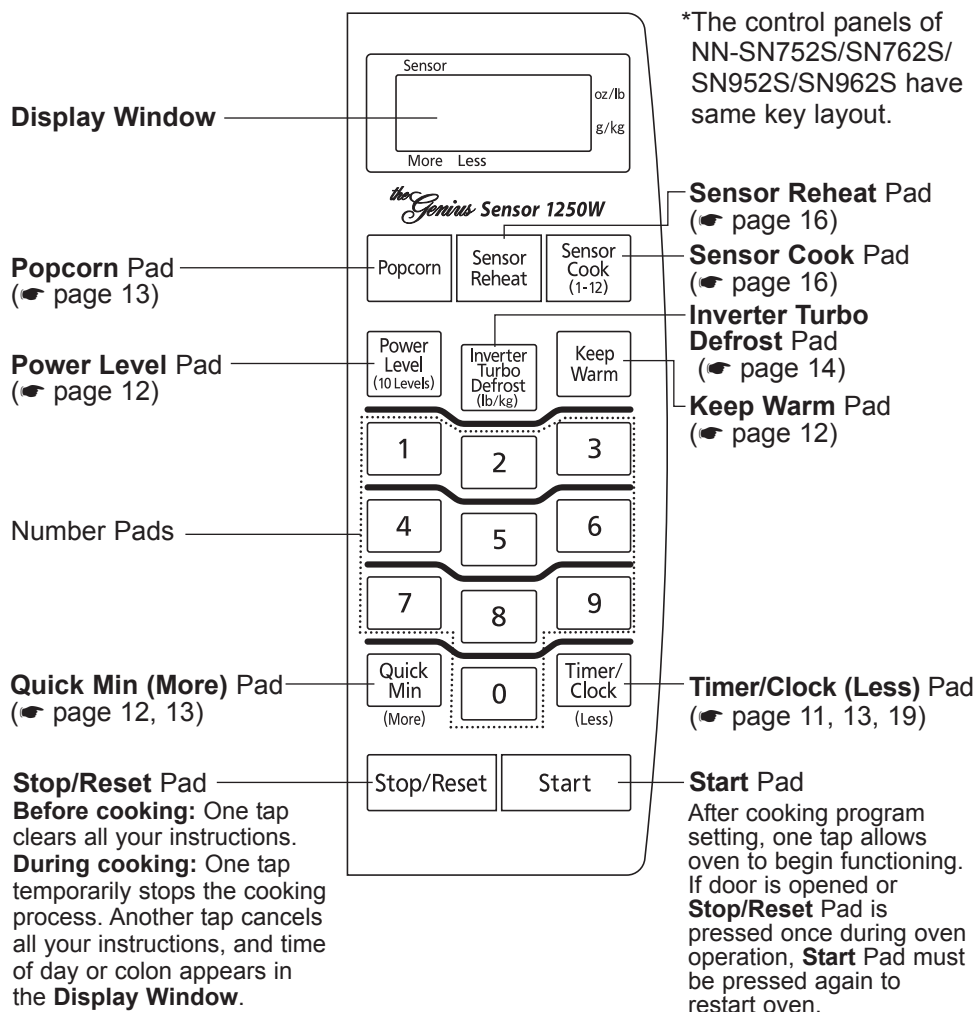 *The control panels of
NN-SN752S/SN762S/
SN952S/SN962S have
same key layout.
Display Window
Sensor
oz/lb
g/kg
More Less
the Genius Sensor 1250W
Popcorn
Sensor
Reheat
Sensor
Cook
(1-12)
Popcorn Pad
(☛ page 13)
Sensor Reheat Pad
(☛ page 16)
Sensor Cook Pad
(☛ page 16)
Inverter Turbo
Defrost Pad
(☛ page 14)
Keep Warm Pad
(☛ page 12)
Power Level Pad
(☛ page 12)
Power
Level
(10 Levels)
Inverter
Turbo
Defrost
(lb/kg)
Keep
Warm
Number Pads
1
2
3
4
5
6
7
8
9
Quick
Min
(More)
0
Timer/
Clock
(Less)
Quick Min (More) Pad
(☛ page 12, 13)
Timer/Clock (Less) Pad
(☛ page 11, 13, 19)
Stop/Reset
Start
Stop/Reset Pad
Before cooking: One tap
clears all your instructions.
During cooking: One tap
temporarily stops the cooking
process. Another tap cancels
all your instructions, and time
of day or colon appears in
the Display Window.
Start Pad
After cooking program
setting, one tap allows
oven to begin functioning.
If door is opened or
Stop/Reset Pad is
pressed once during oven
operation, Start Pad must
be pressed again to
restart oven.